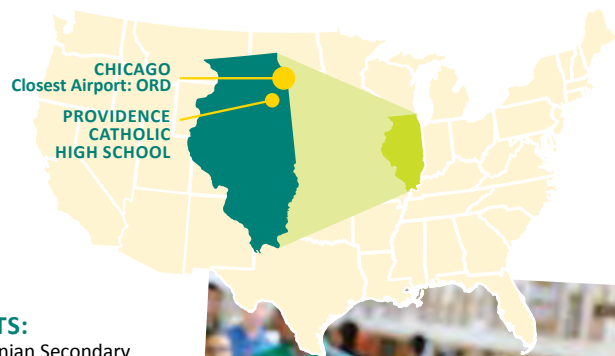 CHICAGO
Closest Airport: ORD
PROVIDENCE
CATHOLIC
HIGH SCHOOL
TS:
nian Secondary